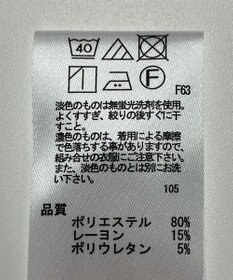 40
F
F63
淡色のものは無蛍光洗剤を使用。
よくすすぎ、絞りの後すぐに干
すこと。
濃色のものは、着用による摩擦
で色落ちする事がありますので、
組み合せの衣服にご注意下さい。
また、淡色のものとは別にお洗
濯下さい。
105
品質
ポリエステル 80%
レーヨン 15%
ポリウレタン 5%